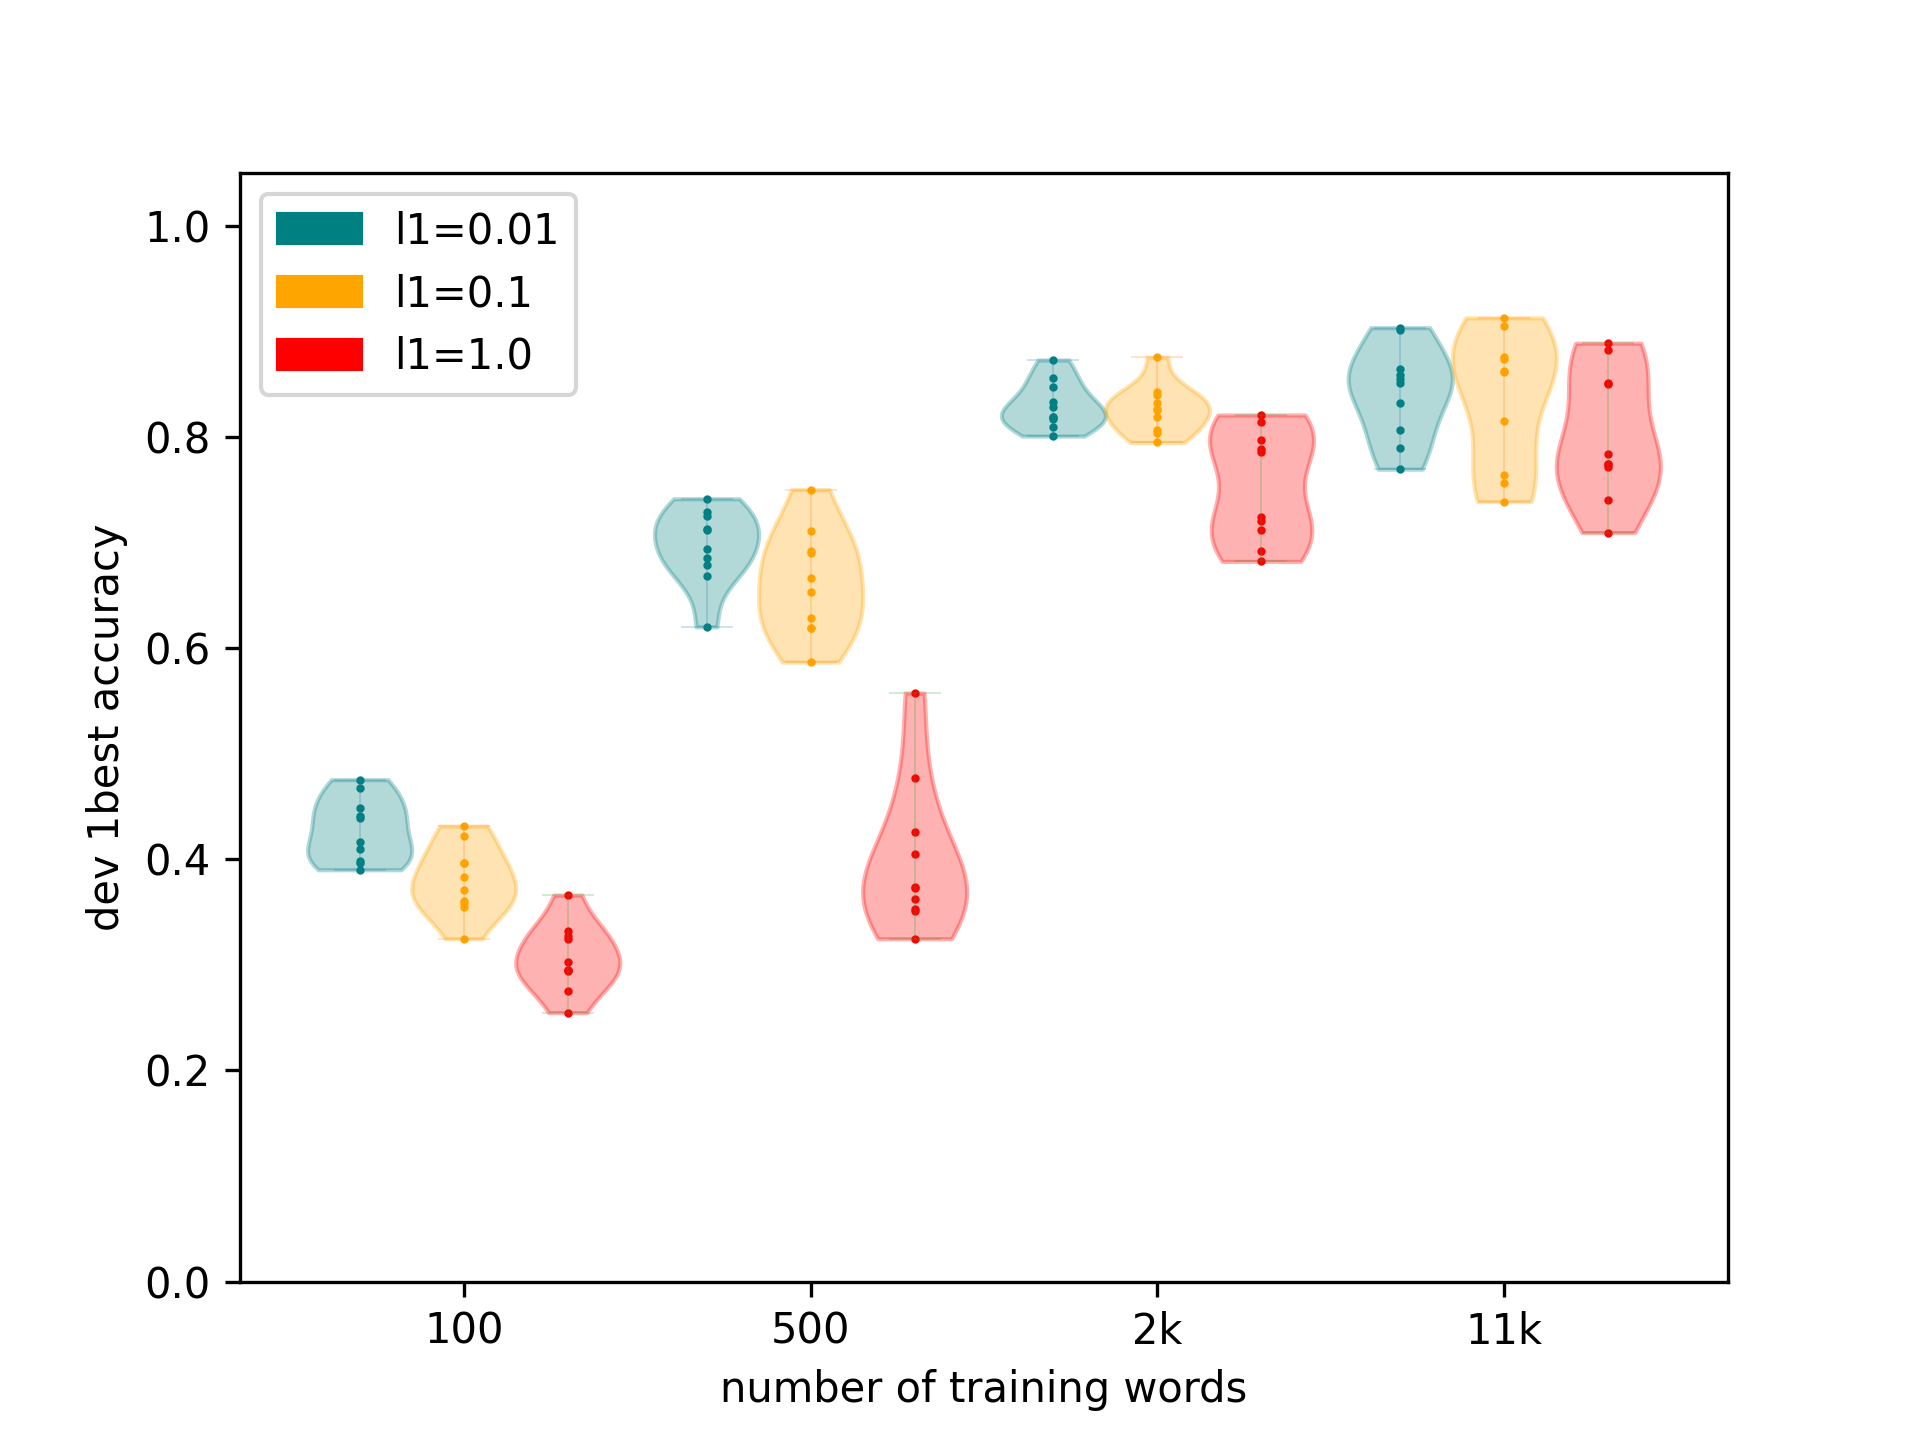 l1=0.01
l1=0.1
l1=1.0
1.0
0.8
0.6
0.4
0.2
0.0
dev 1best accuracy
100 500 2k 11k
number of training words